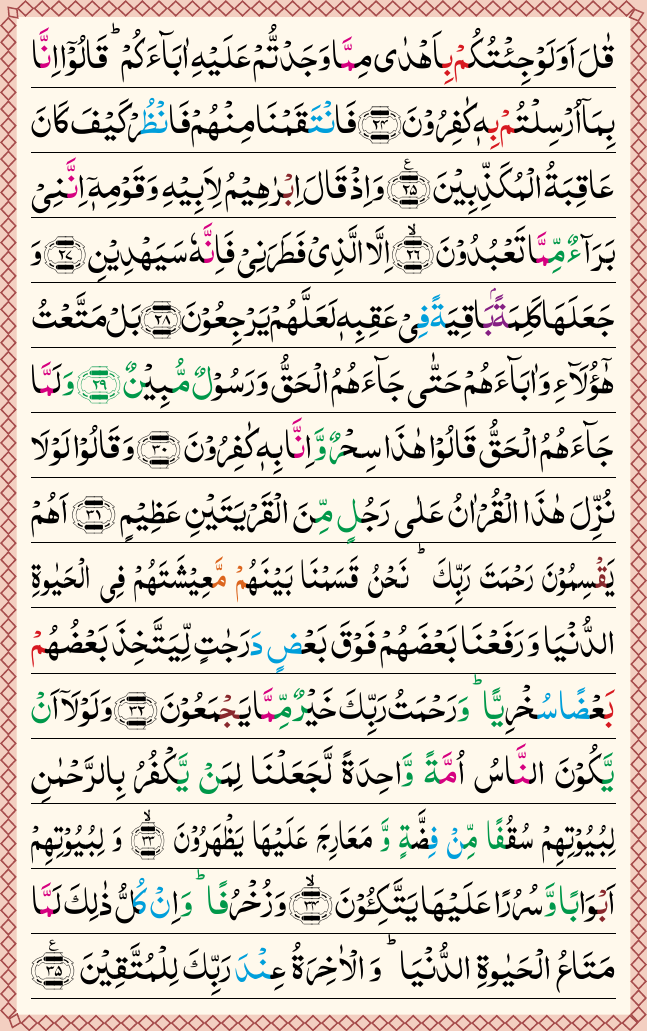 قٰلَ اَوَلَوْ جِئْتُكُمْ بِاَهْدٰى مِمَّا وَجَدْتُّمْ عَلَيْهِ اٰبَآءَكُمْ ؕ قَالُوْۤا اِنَّا
بِمَاۤ اُرْسِلْتُمْ بِهٖ كٰفِرُوْنَ ﴿۲۴﴾ فَانْتَقَمْنَا مِنْهُمْ فَانْظُرْ كَيْفَ كَانَ
عَاقِبَةُ الْمُكَذِّبِيْنَ ﴿۲۵﴾ ع وَاِذْ قَالَ اِبْرٰهِيْمُ لِاَبِيْهِ وَقَوْمِهٖۤ اِنَّنِيْ
بَرَآءٌ مِّمَّا تَعْبُدُوْنَ ﴿۲۶﴾ ۙ اِلَّا الَّذِيْ فَطَرَنِيْ فَاِنَّهٗ سَيَهْدِيْنِ ﴿۲۷﴾ وَ
جَعَلَهَا كَلِمَةًۢ بَاقِيَةً فِيْ عَقِبِهٖ لَعَلَّهُمْ يَرْجِعُوْنَ ﴿۲۸﴾ بَلْ مَتَّعْتُ
هٰۤؤُلَآءِ وَاٰبَآءَهُمْ حَتّٰى جَآءَهُمُ الْحَقُّ وَرَسُوْلٌ مُّبِيْنٌ ﴿۲۹﴾ وَلَمَّا
جَآءَهُمُ الْحَقُّ قَالُوْا هٰذَا سِحْرٌ وَّاِنَّا بِهٖ كٰفِرُوْنَ ﴿۳۰﴾ وَقَالُوْا لَوْلَا
نُزِّلَ هٰذَا الْقُرْاٰنُ عَلٰى رَجُلٍ مِّنَ الْقَرْيَتَيْنِ عَظِيْمٍ ﴿۳۱﴾ اَهُمْ
يَقْسِمُوْنَ رَحْمَتَ رَبِّكَ ؕ نَحْنُ قَسَمْنَا بَيْنَهُمْ مَّعِيْشَتَهُمْ فِى الْحَيٰوةِ
الدُّنْيَا وَرَفَعْنَا بَعْضَهُمْ فَوْقَ بَعْضٍ دَرَجٰتٍ لِّيَتَّخِذَ بَعْضُهُمْ
بَعْضًا سُخْرِيًّا ؕ وَرَحْمَتُ رَبِّكَ خَيْرٌ مِّمَّا يَجْمَعُوْنَ ﴿۳۲﴾ وَلَوْلَاۤ اَنْ
يَّكُوْنَ النَّاسُ اُمَّةً وَّاحِدَةً لَّجَعَلْنَا لِمَنْ يَّكْفُرُ بِالرَّحْمٰنِ
لِبُيُوْتِهِمْ سُقُفًا مِّنْ فِضَّةٍ وَّ مَعَارِجَ عَلَيْهَا يَظْهَرُوْنَ ﴿۳۳﴾ ۙ وَ لِبُيُوْتِهِمْ
اَبْوَابًا وَّسُرُرًا عَلَيْهَا يَتَّكِـُٔوْنَ ﴿۳۴﴾ ۙ وَزُخْرُفًا ؕ وَاِنْ كُلُّ ذٰلِكَ لَمَّا
مَتَاعُ الْحَيٰوةِ الدُّنْيَا ؕ وَ الْاٰخِرَةُ عِنْدَ رَبِّكَ لِلْمُتَّقِيْنَ ﴿۳۵﴾ ع